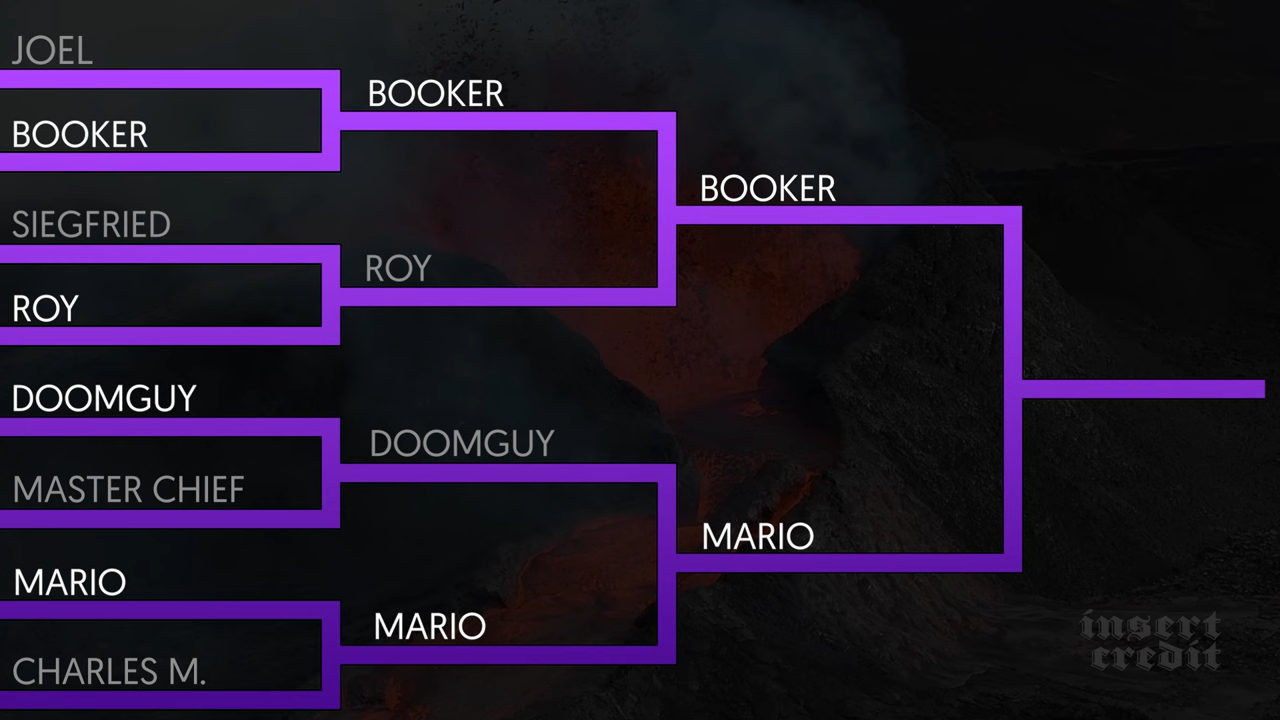 JOEL
BOOKER
SIEGFRIED
ROY
DOOMGUY
MASTER CHIEF
MARIO
CHARLES M.
BOOKER
ROY
DOOMGUY
MARIO
BOOKER
MARIO
insert
credit